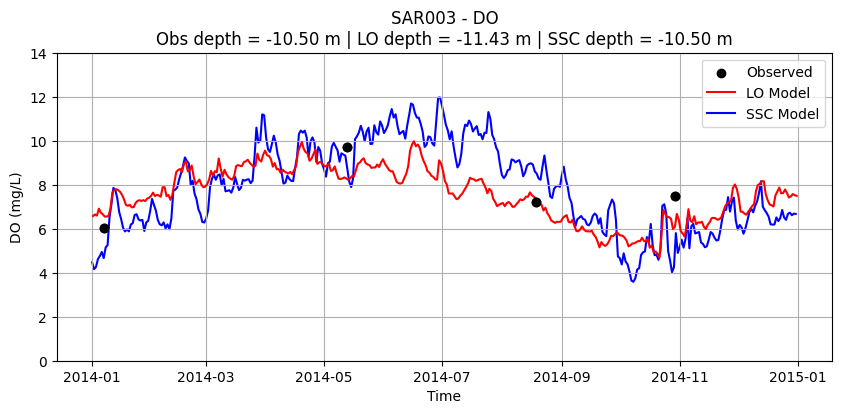 SAR003 - DO
Obs depth = -10.50 m | LO depth = -11.43 m | SSC depth = -10.50 m
Observed
LO Model
SSC Model
14
12
10
8
6
4
2
0
DO (mg/L)
2014-01 2014-03 2014-05 2014-07 2014-09 2014-11 2015-01
Time